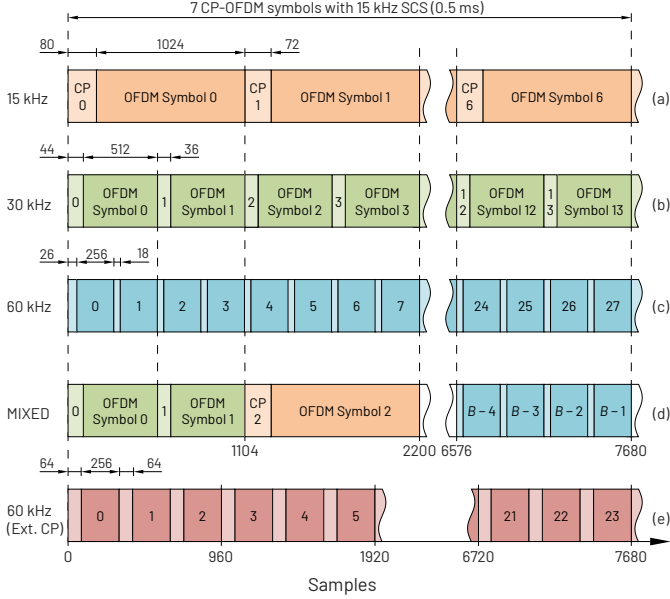 7 CP-OFDM symbols with 15 kHz SCS (0.5 ms)
80 1024 72
15 kHz CP 0 OFDM Symbol 0 CP 1 OFDM Symbol 1 CP 6 OFDM Symbol 6 (a)
44 512 36
30 kHz 0 OFDM Symbol 0 1 OFDM Symbol 1 2 OFDM Symbol 2 3 OFDM Symbol 3 12 OFDM Symbol 12 13 OFDM Symbol 13 (b)
26 256 18
60 kHz 0 1 2 3 4 5 6 7 24 25 26 27 (c)
MIXED 0 OFDM Symbol 0 1 OFDM Symbol 1 CP 2 OFDM Symbol 2 B – 4 B – 3 B – 2 B – 1 (d)
1104 2200 6576 7680
64 256 64
60 kHz (Ext. CP) 0 1 2 3 4 5 21 22 23 (e)
0 960 1920 6720 7680
Samples